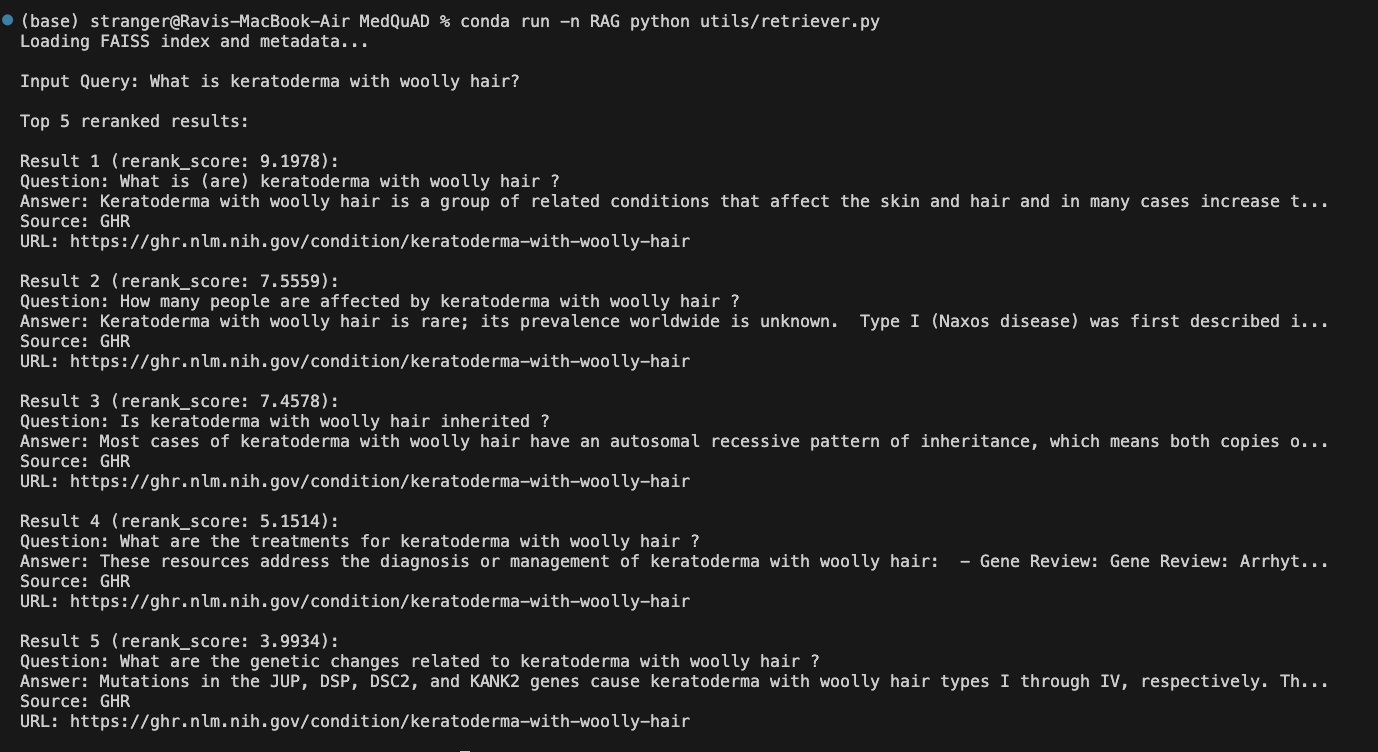 (base) stranger@Ravis-MacBook-Air MedQuAD % conda run -n RAG python utils/retriever.py
Loading FAISS index and metadata...
Input Query: What is keratoderma with woolly hair?
Top 5 reranked results:
Result 1 (rerank_score: 9.1978):
Question: What is (are) keratoderma with woolly hair ?
Answer: Keratoderma with woolly hair is a group of related conditions that affect the skin and hair and in many cases increase t...
Source: GHR
URL: https://ghr.nlm.nih.gov/condition/keratoderma-with-woolly-hair
Result 2 (rerank_score: 7.5559):
Question: How many people are affected by keratoderma with woolly hair ?
Answer: Keratoderma with woolly hair is rare; its prevalence worldwide is unknown.  Type I (Naxos disease) was first described i...
Source: GHR
URL: https://ghr.nlm.nih.gov/condition/keratoderma-with-woolly-hair
Result 3 (rerank_score: 7.4578):
Question: Is keratoderma with woolly hair inherited ?
Answer: Most cases of keratoderma with woolly hair have an autosomal recessive pattern of inheritance, which means both copies o...
Source: GHR
URL: https://ghr.nlm.nih.gov/condition/keratoderma-with-woolly-hair
Result 4 (rerank_score: 5.1514):
Question: What are the treatments for keratoderma with woolly hair ?
Answer: These resources address the diagnosis or management of keratoderma with woolly hair:  - Gene Review: Gene Review: Arrhyt...
Source: GHR
URL: https://ghr.nlm.nih.gov/condition/keratoderma-with-woolly-hair
Result 5 (rerank_score: 3.9934):
Question: What are the genetic changes related to keratoderma with woolly hair ?
Answer: Mutations in the JUP, DSP, DSC2, and KANK2 genes cause keratoderma with woolly hair types I through IV, respectively. Th...
Source: GHR
URL: https://ghr.nlm.nih.gov/condition/keratoderma-with-woolly-hair